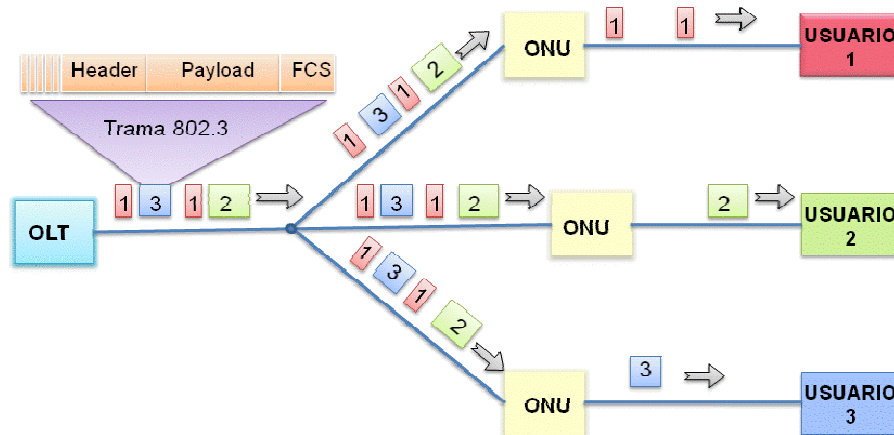 Header Payload FCS
Trama 802.3
OLT
1 3 1 2
1 3 1 2
ONU
1 1
USUARIO
1
1 3 1 2
ONU
2
USUARIO
2
1 3 1 2
ONU
3
USUARIO
3